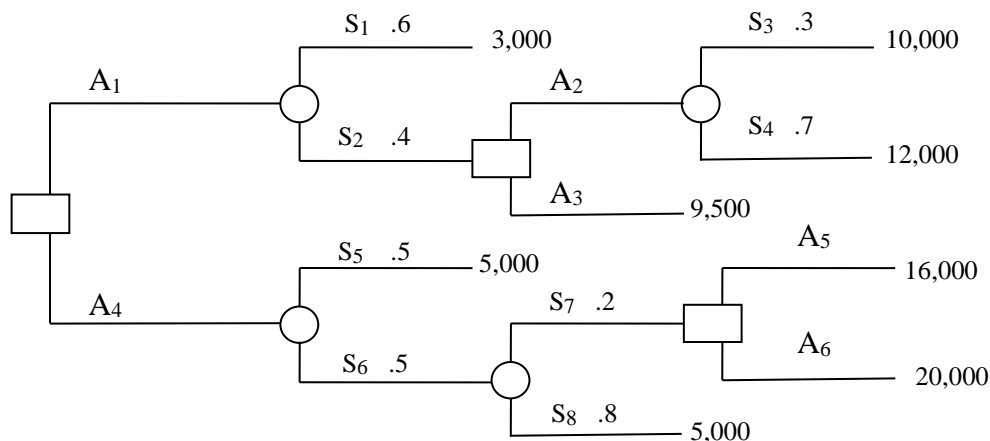 S1 .6
3,000
S3 .3
10,000
A1
A2
S2 .4
S4 .7
12,000
A3
9,500
A5
S5 .5
5,000
16,000
A4
S7 .2
A6
S6 .5
20,000
S8 .8
5,000